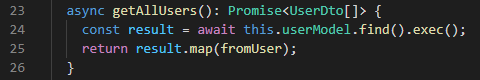 23 async getAllUsers(): Promise<UserDto[]> {
24 const result = await this.userModel.find().exec();
25 return result.map(fromUser);
26 }